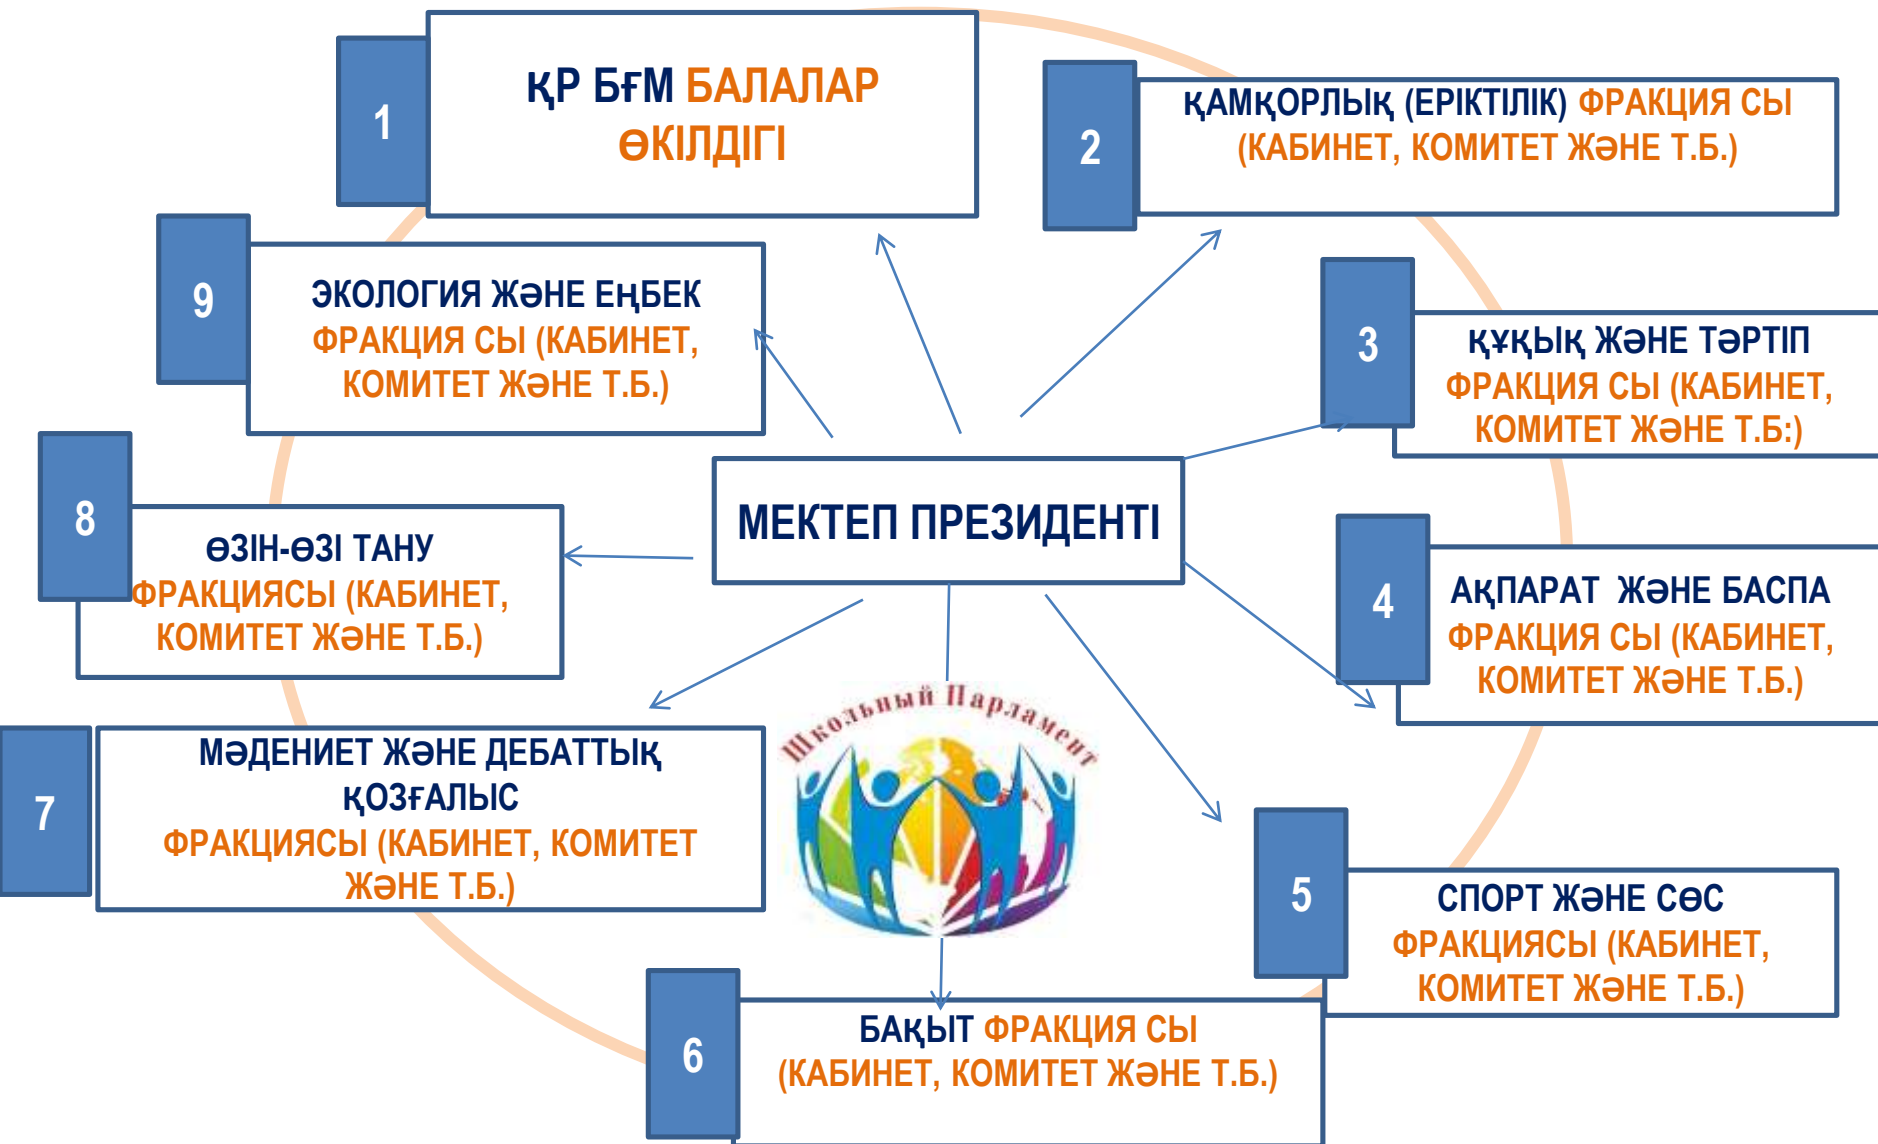 1
ҚР БҒМ БАЛАЛАР
ӨКІЛДІГІ
2
ҚАМҚОРЛЫҚ (ЕРІКТІЛІК) ФРАКЦИЯ СЫ
(КАБИНЕТ, КОМИТЕТ ЖӘНЕ Т.Б.)
3
ҚҰҚЫҚ ЖӘНЕ ТӘРТІП
ФРАКЦИЯ СЫ (КАБИНЕТ,
КОМИТЕТ ЖӘНЕ Т.Б:)
4
АҚПАРАТ ЖӘНЕ БАСПА
ФРАКЦИЯ СЫ (КАБИНЕТ,
КОМИТЕТ ЖӘНЕ Т.Б.)
5
СПОРТ ЖӘНЕ СӨС
ФРАКЦИЯСЫ (КАБИНЕТ,
КОМИТЕТ ЖӘНЕ Т.Б.)
6
БАҚЫТ ФРАКЦИЯ СЫ
(КАБИНЕТ, КОМИТЕТ ЖӘНЕ Т.Б.)
7
МӘДЕНИЕТ ЖӘНЕ ДЕБАТТЫҚ
ҚОЗҒАЛЫС
ФРАКЦИЯСЫ (КАБИНЕТ, КОМИТЕТ
ЖӘНЕ Т.Б.)
8
ӨЗІН-ӨЗІ ТАНУ
ФРАКЦИЯСЫ (КАБИНЕТ,
КОМИТЕТ ЖӘНЕ Т.Б.)
9
ЭКОЛОГИЯ ЖӘНЕ ЕҢБЕК
ФРАКЦИЯ СЫ (КАБИНЕТ,
КОМИТЕТ ЖӘНЕ Т.Б.)
МЕКТЕП ПРЕЗИДЕНТІ
Школьный Парламент